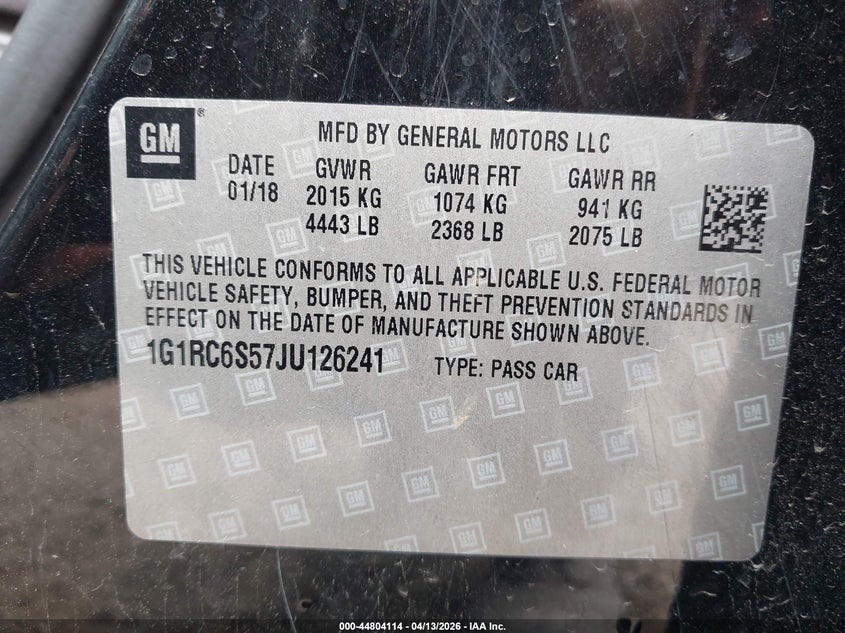 GM ®
MFD BY GENERAL MOTORS LLC
DATE GVWR GAWR FRT GAWR RR
01/18 2015 KG 1074 KG 941 KG
4443 LB 2368 LB 2075 LB
THIS VEHICLE CONFORMS TO ALL APPLICABLE U.S. FEDERAL MOTOR
VEHICLE SAFETY, BUMPER, AND THEFT PREVENTION STANDARDS IN
EFFECT ON THE DATE OF MANUFACTURE SHOWN ABOVE.
1G1RC6S57JU126241 TYPE: PASS CAR
000-44804114 - 04/13/2026 - IAA Inc.